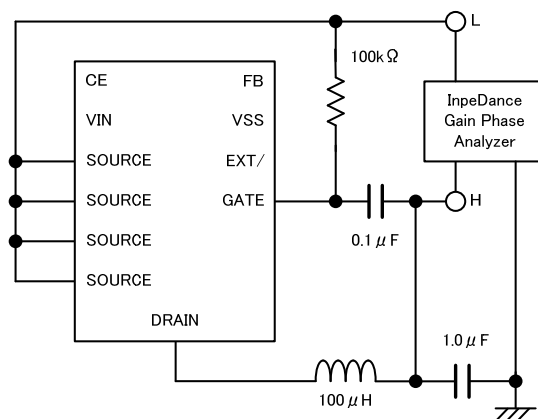 L
100kΩ
CE
FB
InpeDance
Gain Phase
Analyzer
VIN
VSS
SOURCE
EXT/
SOURCE
GATE
H
SOURCE
0.1μF
SOURCE
DRAIN
1.0μF
100μH